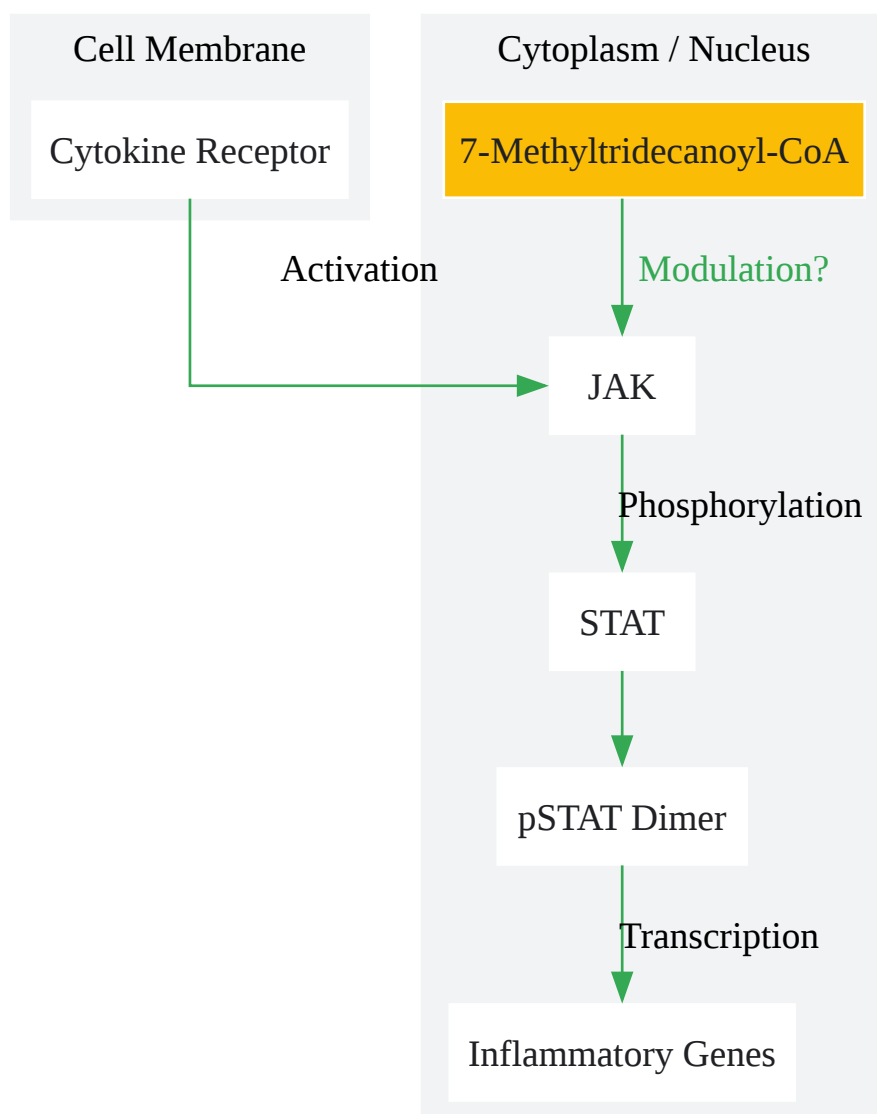 Cell Membrane
Cytoplasm / Nucleus
Cytokine Receptor
7-Methyltridecanoyl-CoA
Activation
Modulation?
JAK
Phosphorylation
STAT
pSTAT Dimer
Transcription
Inflammatory Genes